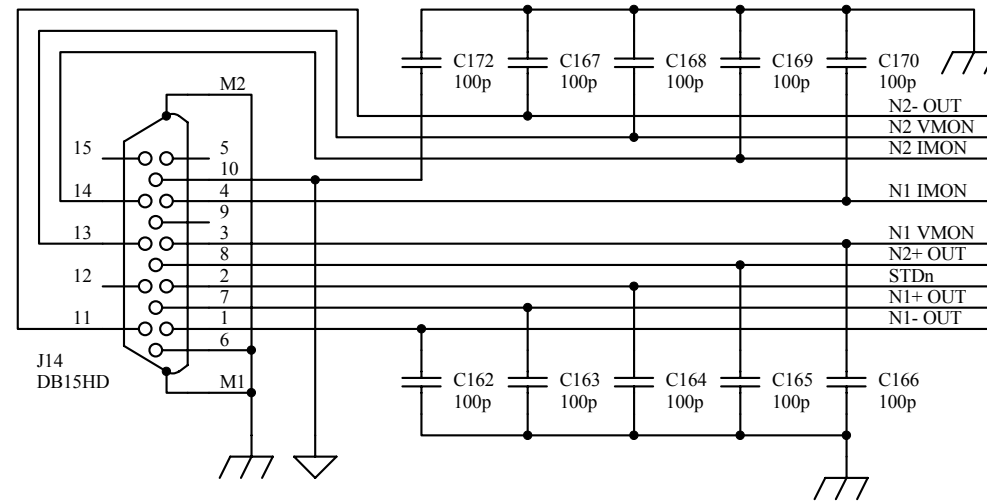 C172
100p
C167
100p
C168
100p
C169
100p
C170
100p
M2
N2- OUT
N2 VMON
N2 IMON
15
5
10
14
4
N1 IMON
9
13
3
N1 VMON
8
N2+ OUT
12
2
STDn
7
N1+ OUT
11
1
N1- OUT
6
J14
DB15HD
M1
C162
100p
C163
100p
C164
100p
C165
100p
C166
100p